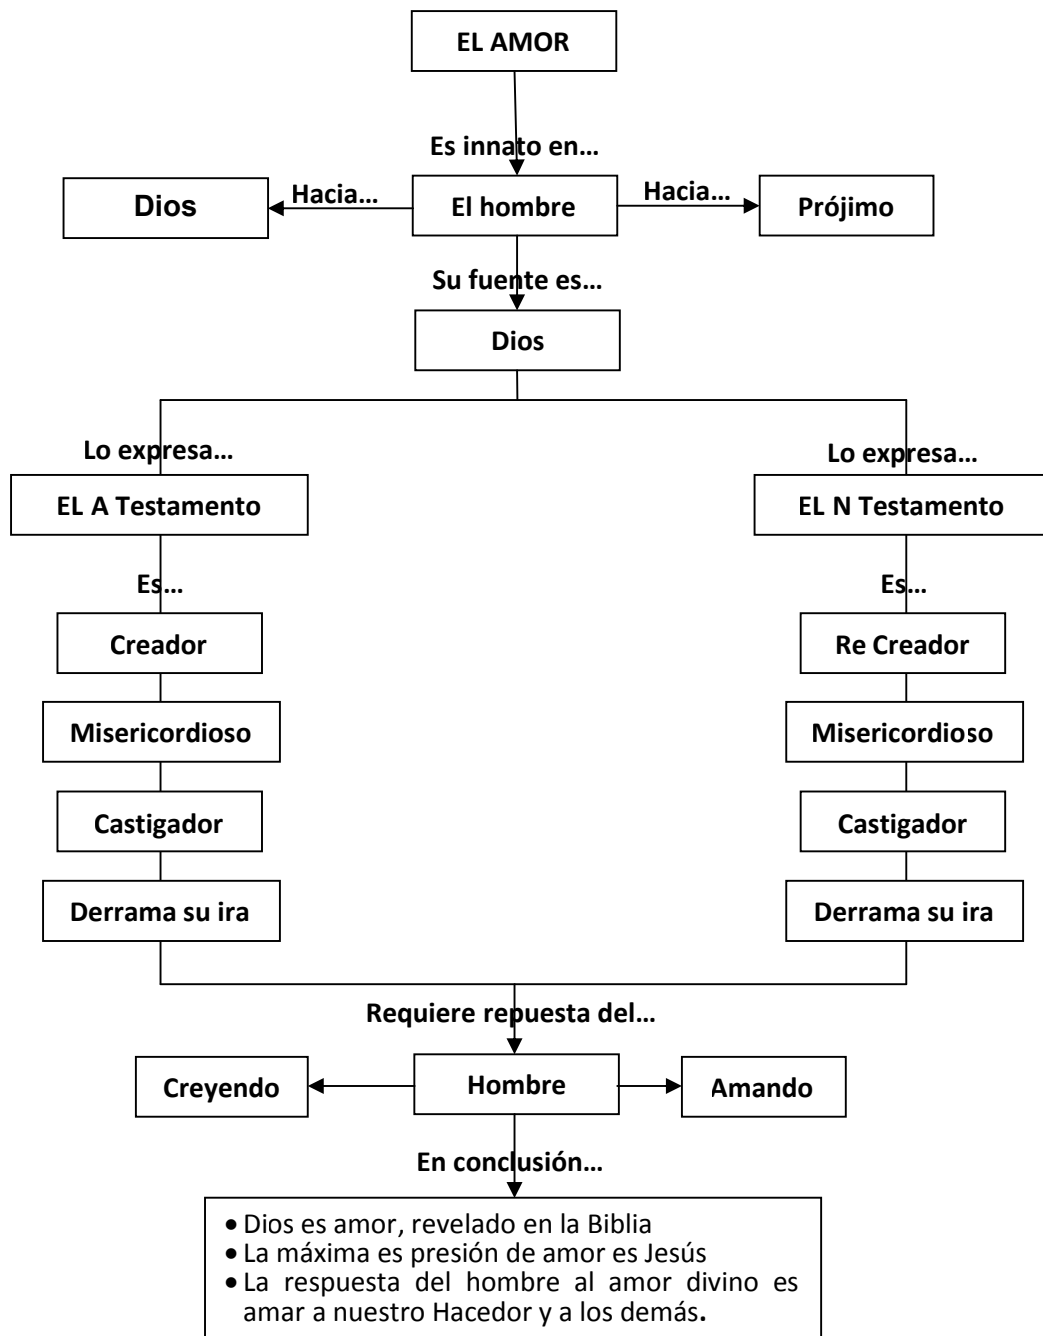 EL AMOR
Es innato en...
Dios
Hacia...
El hombre
Hacia...
Prójimo
Su fuente es...
Dios
Lo expresa...
Lo expresa...
EL A Testamento
EL N Testamento
Es...
Es...
Creador
Re Creador
Misericordioso
Misericordioso
Castigador
Castigador
Derrama su ira
Derrama su ira
Requiere repuesta del...
Creyendo
Hombre
Amando
En conclusión...
• Dios es amor, revelado en la Biblia
• La máxima es presión de amor es Jesús
• La respuesta del hombre al amor divino es
amar a nuestro Hacedor y a los demás.